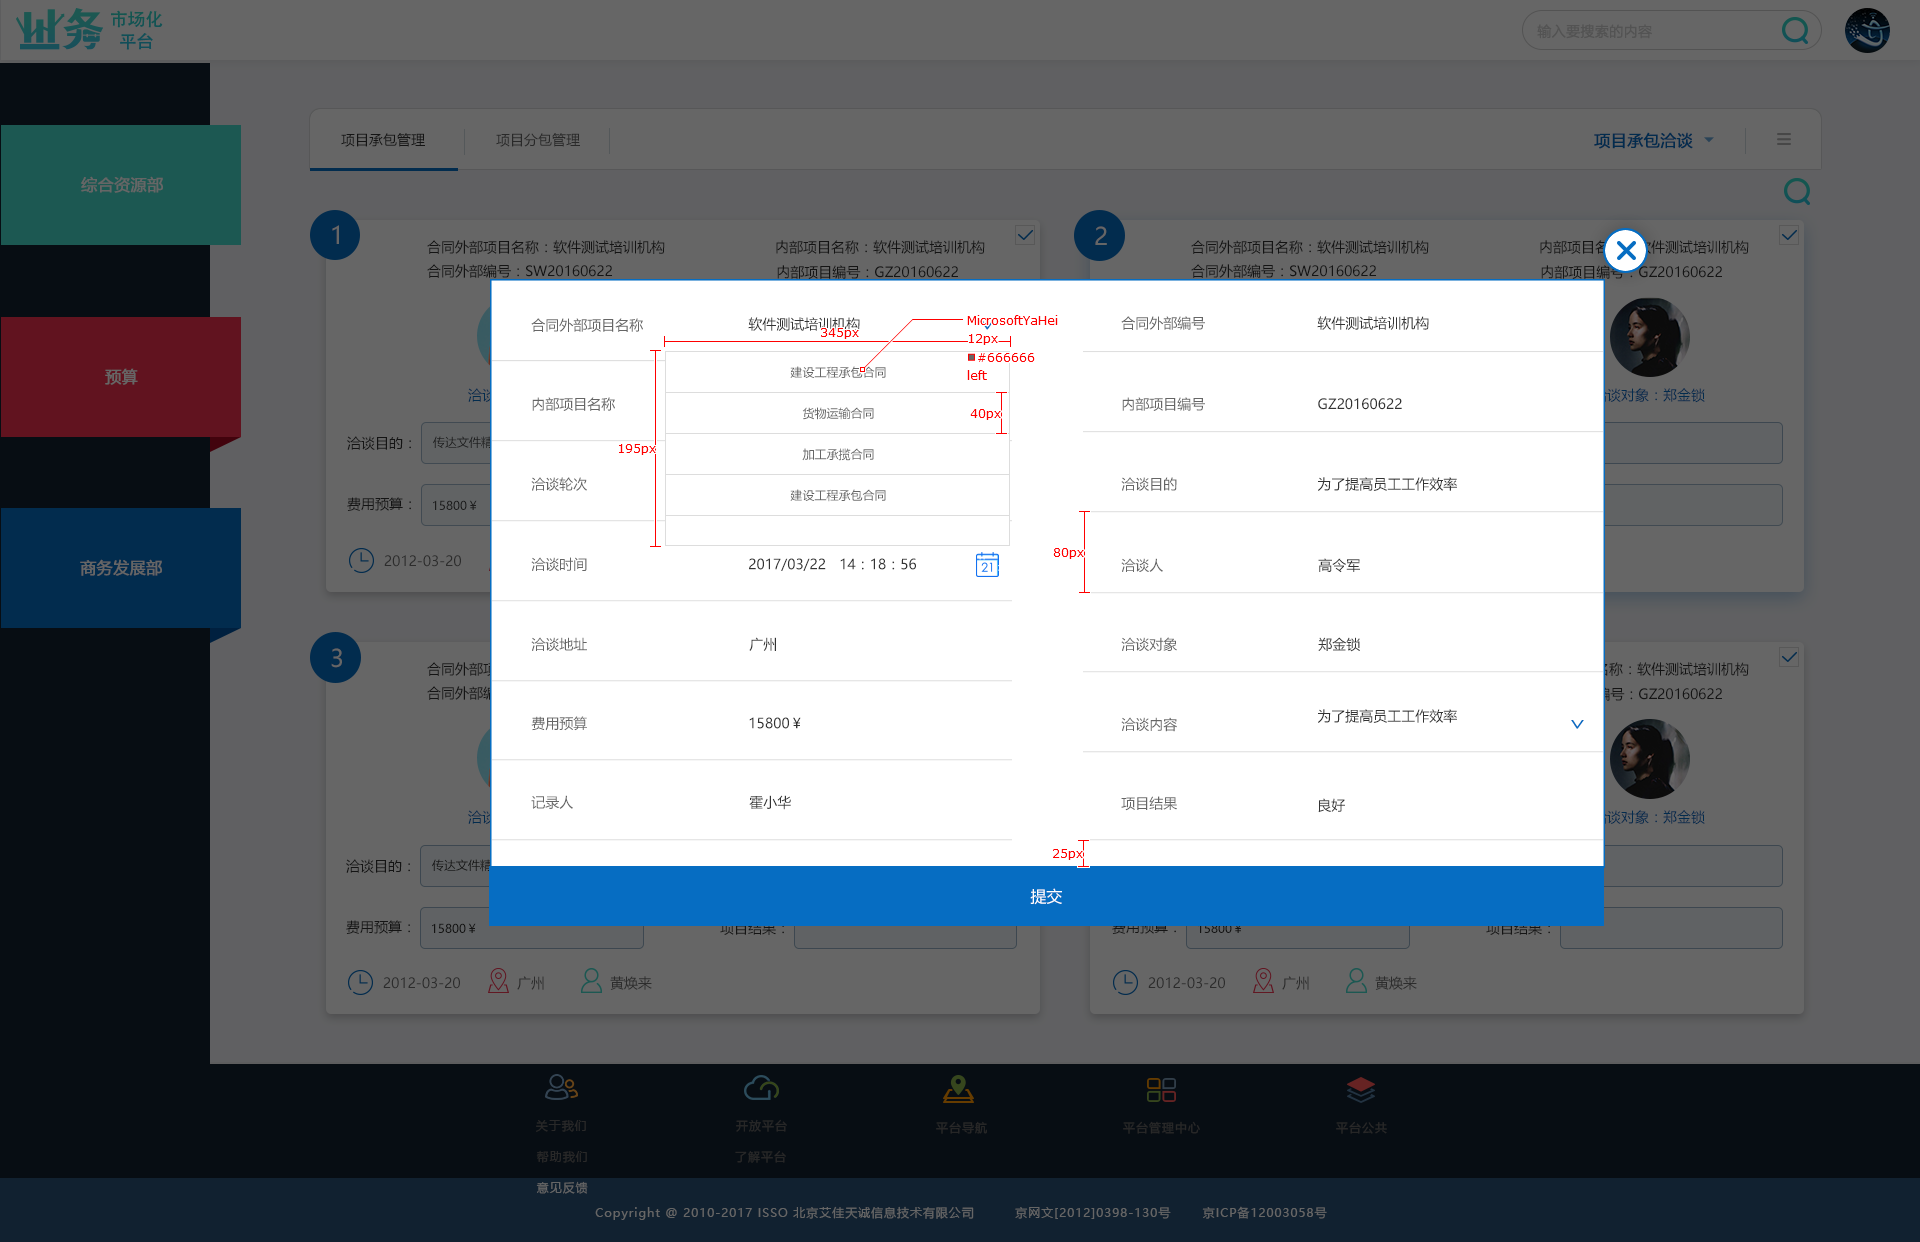 业务 市场化
平台
输入要搜索的内容
综合资源部
预算
商务发展部
项目承包管理 项目分包管理 项目承包洽谈
1 合同外部项目名称：软件测试培训机构 内部项目名称：软件测试培训机构
合同外部编号：SW20160622 内部项目编号：GZ20160622
2 合同外部项目名称：软件测试培训机构 内部项目名 软件测试培训机构
合同外部编号：SW20160622 内部项目编号：GZ20160622
洽谈对象：郑金锁
洽谈目的： 传达文件精
费用预算： 15800￥
2012-03-20
合同外部项目名称 软件测试培训机构 合同外部编号 软件测试培训机构
345px
MicrosoftYaHei
12px
#666666
left
建设工程承包合同
货物运输合同
加工承揽合同
建设工程承包合同
40px
195px
内部项目名称 内部项目编号 GZ20160622
洽谈轮次 洽谈目的 为了提高员工工作效率
80px
洽谈时间 2017/03/22 14：18：56 21 洽谈人 高令军
洽谈地址 广州 洽谈对象 郑金锁
费用预算 15800￥ 洽谈内容 为了提高员工工作效率
记录人 霍小华 项目结果 良好
25px
提交
3 合同外部项
合同外部编
名称：软件测试培训机构
编号：GZ20160622
洽谈对象：郑金锁
洽谈目的： 传达文件精
费用预算： 15800￥ 项目结果： 费用预算： 15800￥ 项目结果：
2012-03-20 广州 黄焕来 2012-03-20 广州 黄焕来
关于我们 开放平台 平台导航 平台管理中心 平台公共
帮助我们 了解平台
意见反馈
Copyright @ 2010-2017 ISSO 北京艾佳天诚信息技术有限公司 京网文[2012]0398-130号 京ICP备12003058号